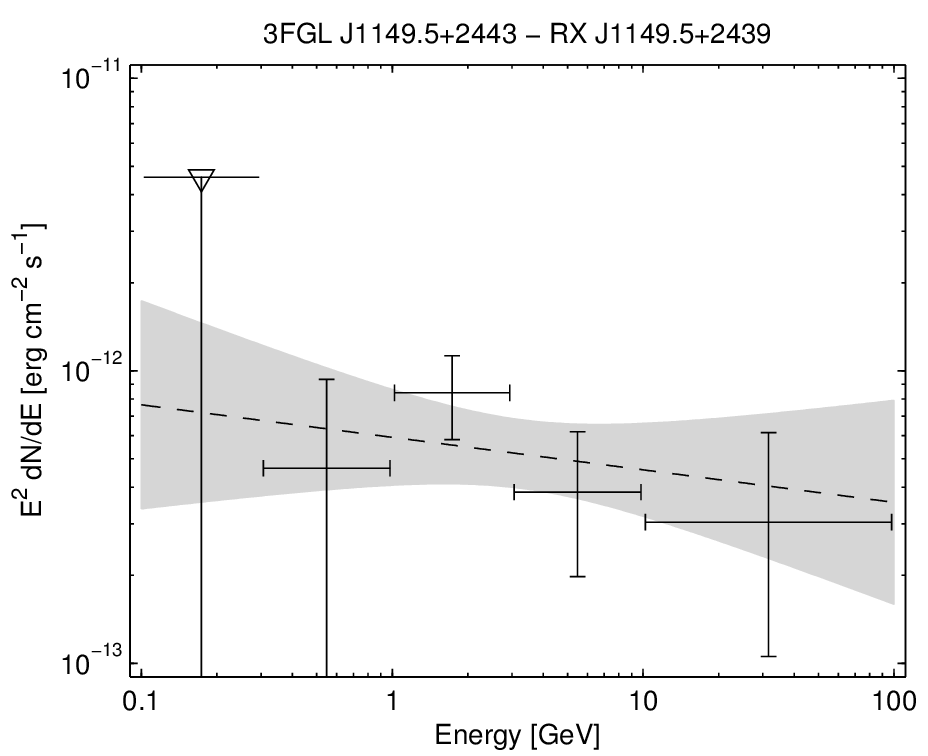 3FGL J1149.5+2443 − RX J1149.5+2439
10⁻¹¹
10⁻¹²
10⁻¹³
E² dN/dE [erg cm⁻² s⁻¹]
0.1 1 10 100
Energy [GeV]